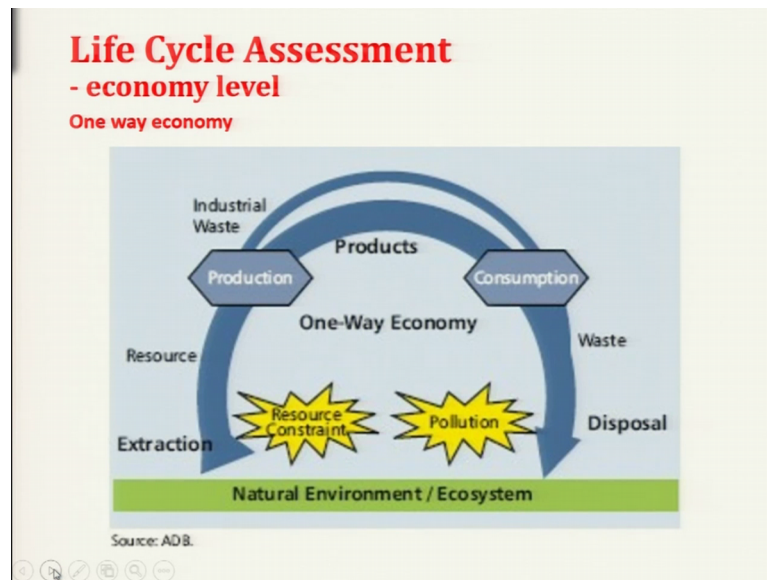 Life Cycle Assessment
- economy level
One way economy
Industrial
Waste
Products
Production
Consumption
One-Way Economy
Resource
Waste
Resource
Constraint
Pollution
Extraction
Disposal
Natural Environment / Ecosystem
Source: ADB.